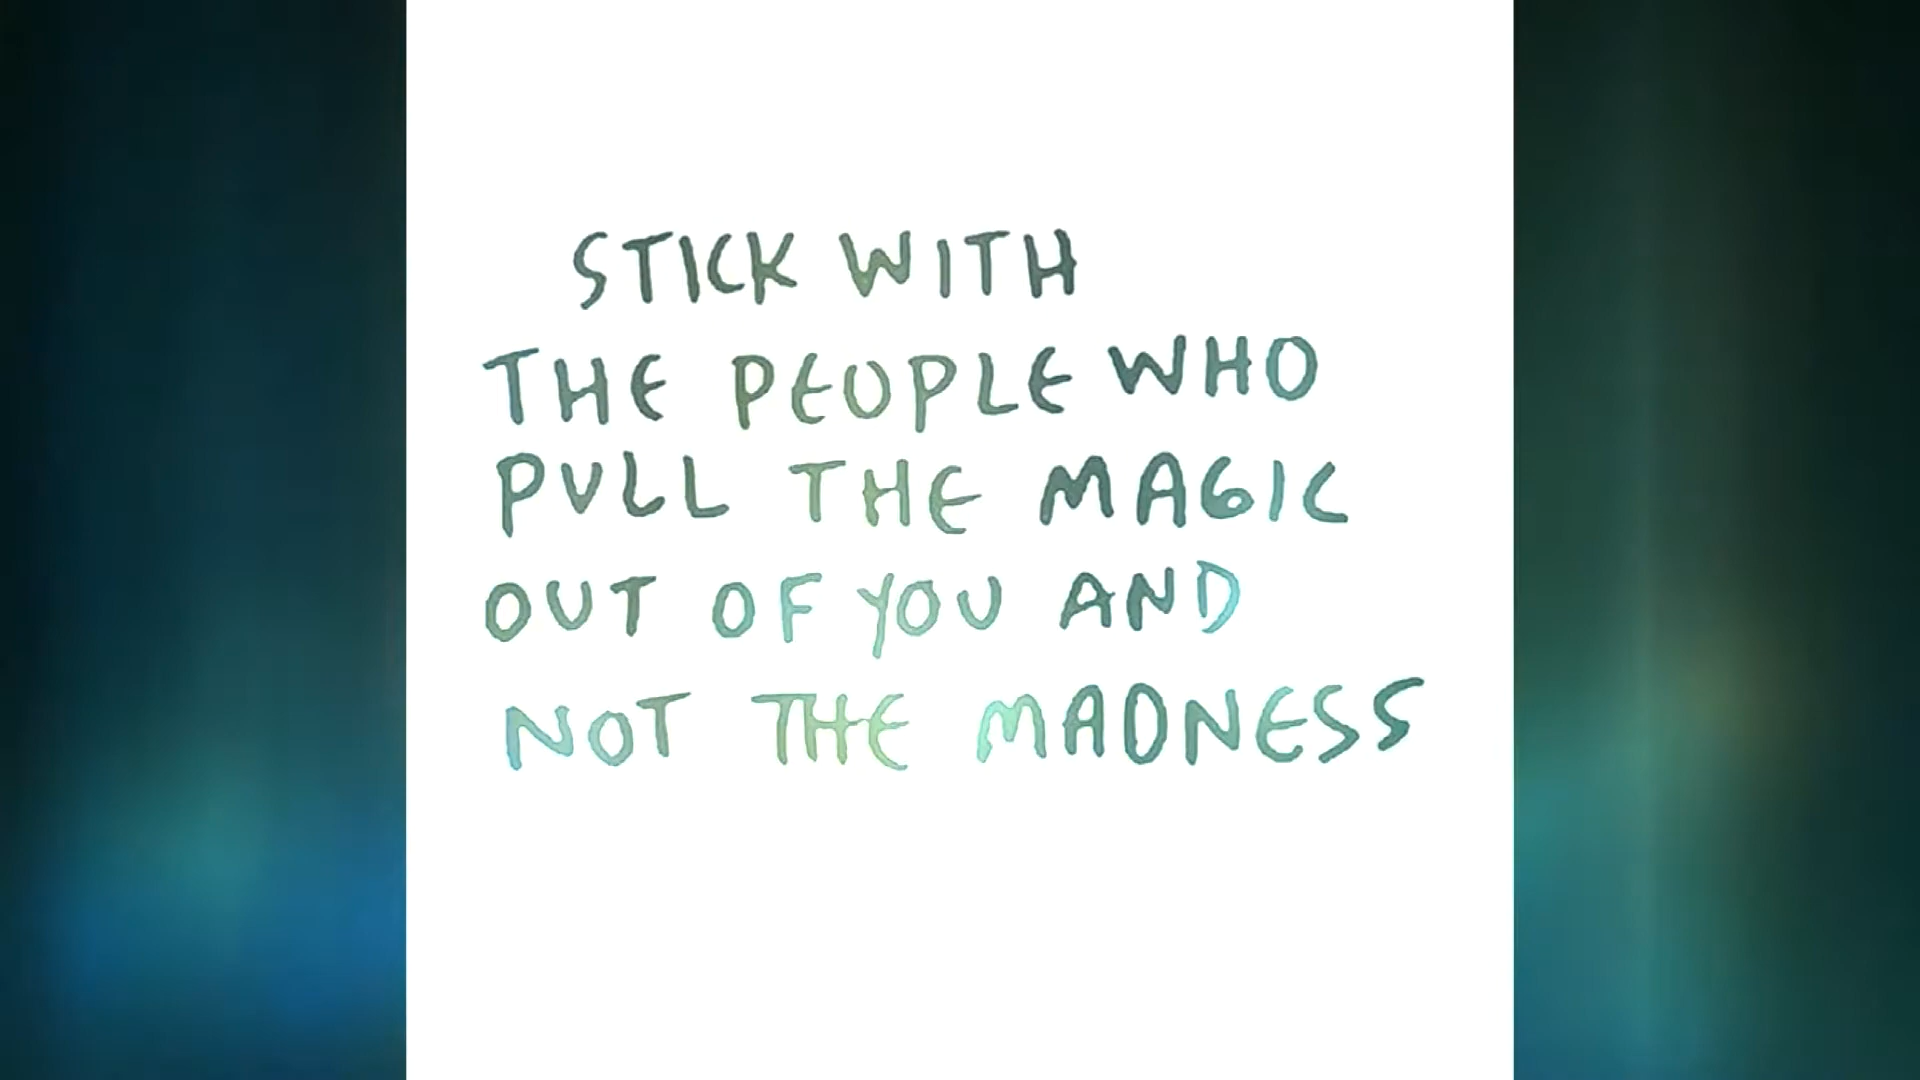 STICK WITH
THE PEOPLE WHO
PULL THE MAGIC
OUT OF YOU AND
NOT THE MADNESS